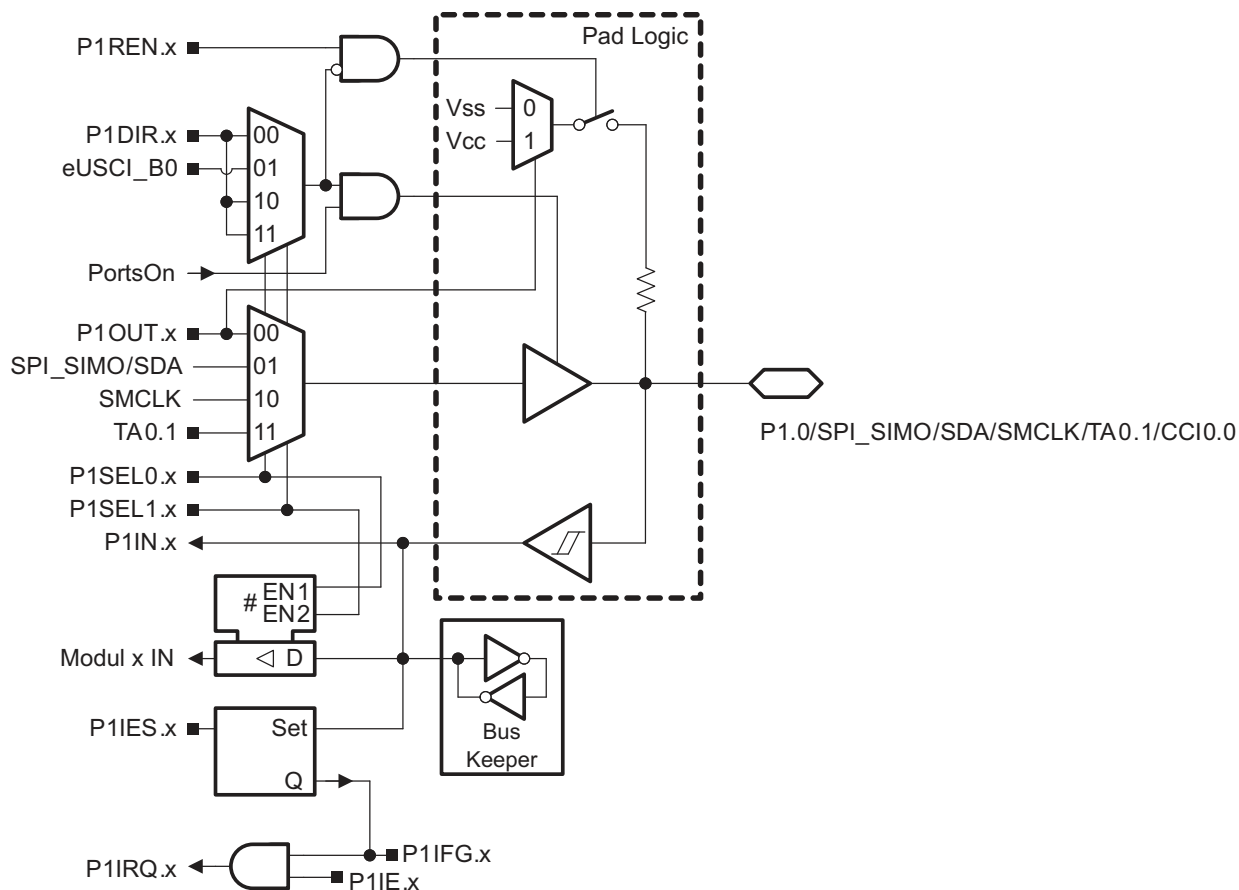 Pad Logic
P1REN.x
Vss
0
Vcc
1
P1DIR.x
00
eUSCI_B0
01
10
11
PortsOn
P1OUT.x
00
SPI_SIMO/SDA
01
SMCLK
10
TA0.1
11
P1.0/SPI_SIMO/SDA/SMCLK/TA0.1/CCI0.0
P1SEL0.x
P1SEL1.x
P1IN.x
# EN1
EN2
Modul x IN
D
P1IES.x
Set
Q
Bus
Keeper
P1IFG.x
P1IRQ.x
P1IE.x